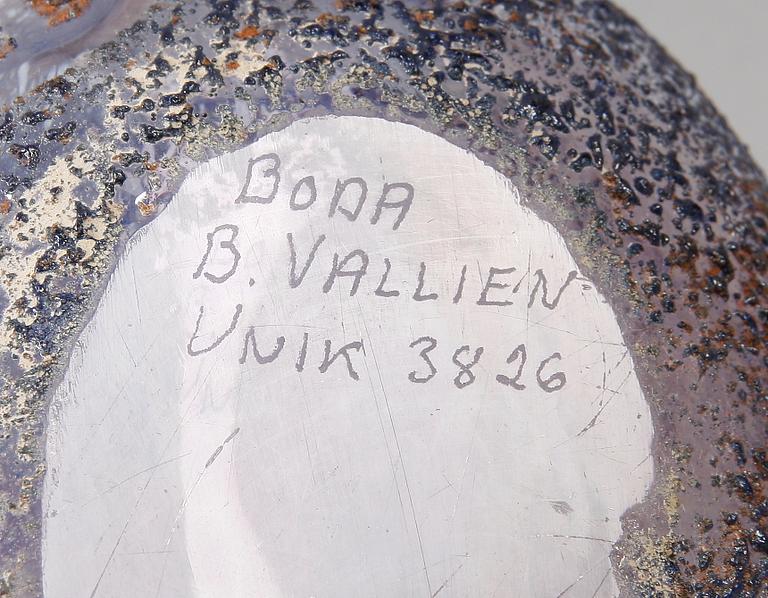 BODA
B. VALLIEN
UNIK 3826